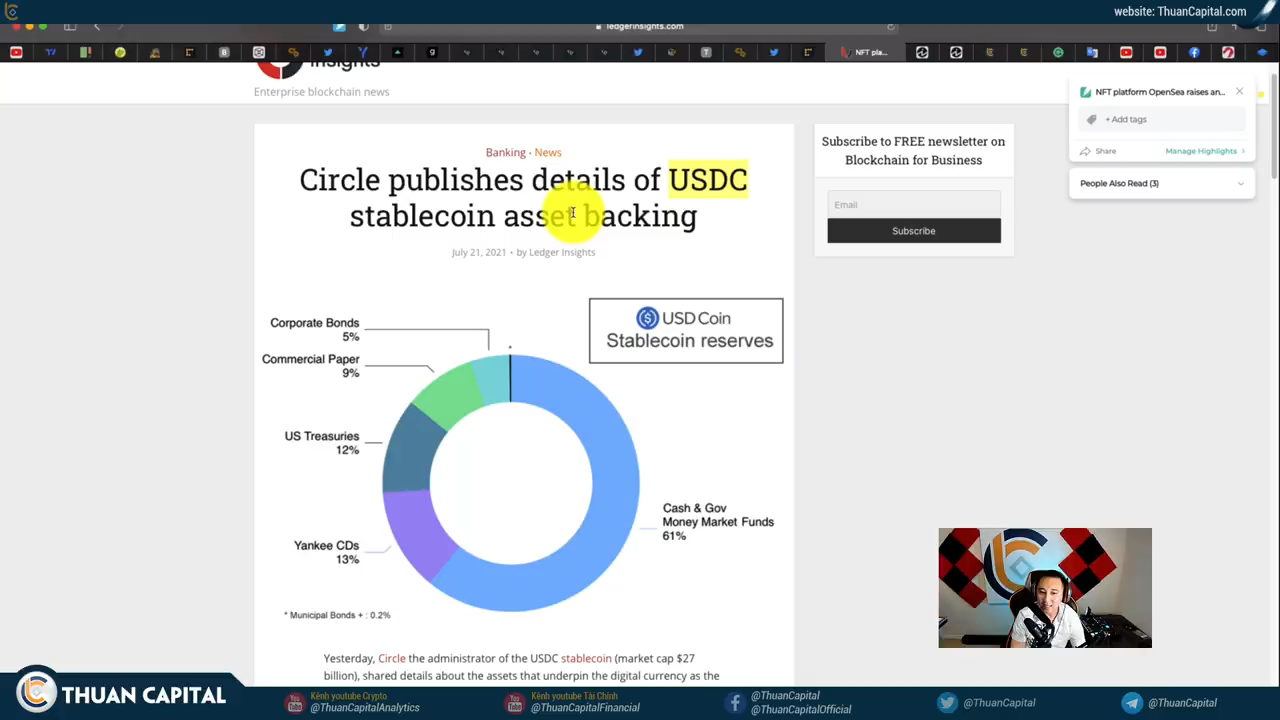 website: ThuanCapital.com
ledgerinsights.com
NFT pla...
insights
Enterprise blockchain news
NFT platform OpenSea raises an...
+ Add tags
Share
Manage Highlights
People Also Read (3)
Banking · News
Circle publishes details of USDC
stablecoin asset backing
July 21, 2021 • by Ledger Insights
Subscribe to FREE newsletter on
Blockchain for Business
Email
Subscribe
USD Coin
Stablecoin reserves
Corporate Bonds
5%
Commercial Paper
9%
US Treasuries
12%
Yankee CDs
13%
Cash & Gov
Money Market Funds
61%
* Municipal Bonds + : 0.2%
Yesterday, Circle the administrator of the USDC stablecoin (market cap $27
billion), shared details about the assets that underpin the digital currency as the
THUAN CAPITAL
Kênh youtube Crypto
@ThuanCapitalAnalytics
Kênh youtube Tài Chính
@ThuanCapitalFinancial
@ThuanCapital
@ThuanCapitalOfficial
@ThuanCapital
@ThuanCapital